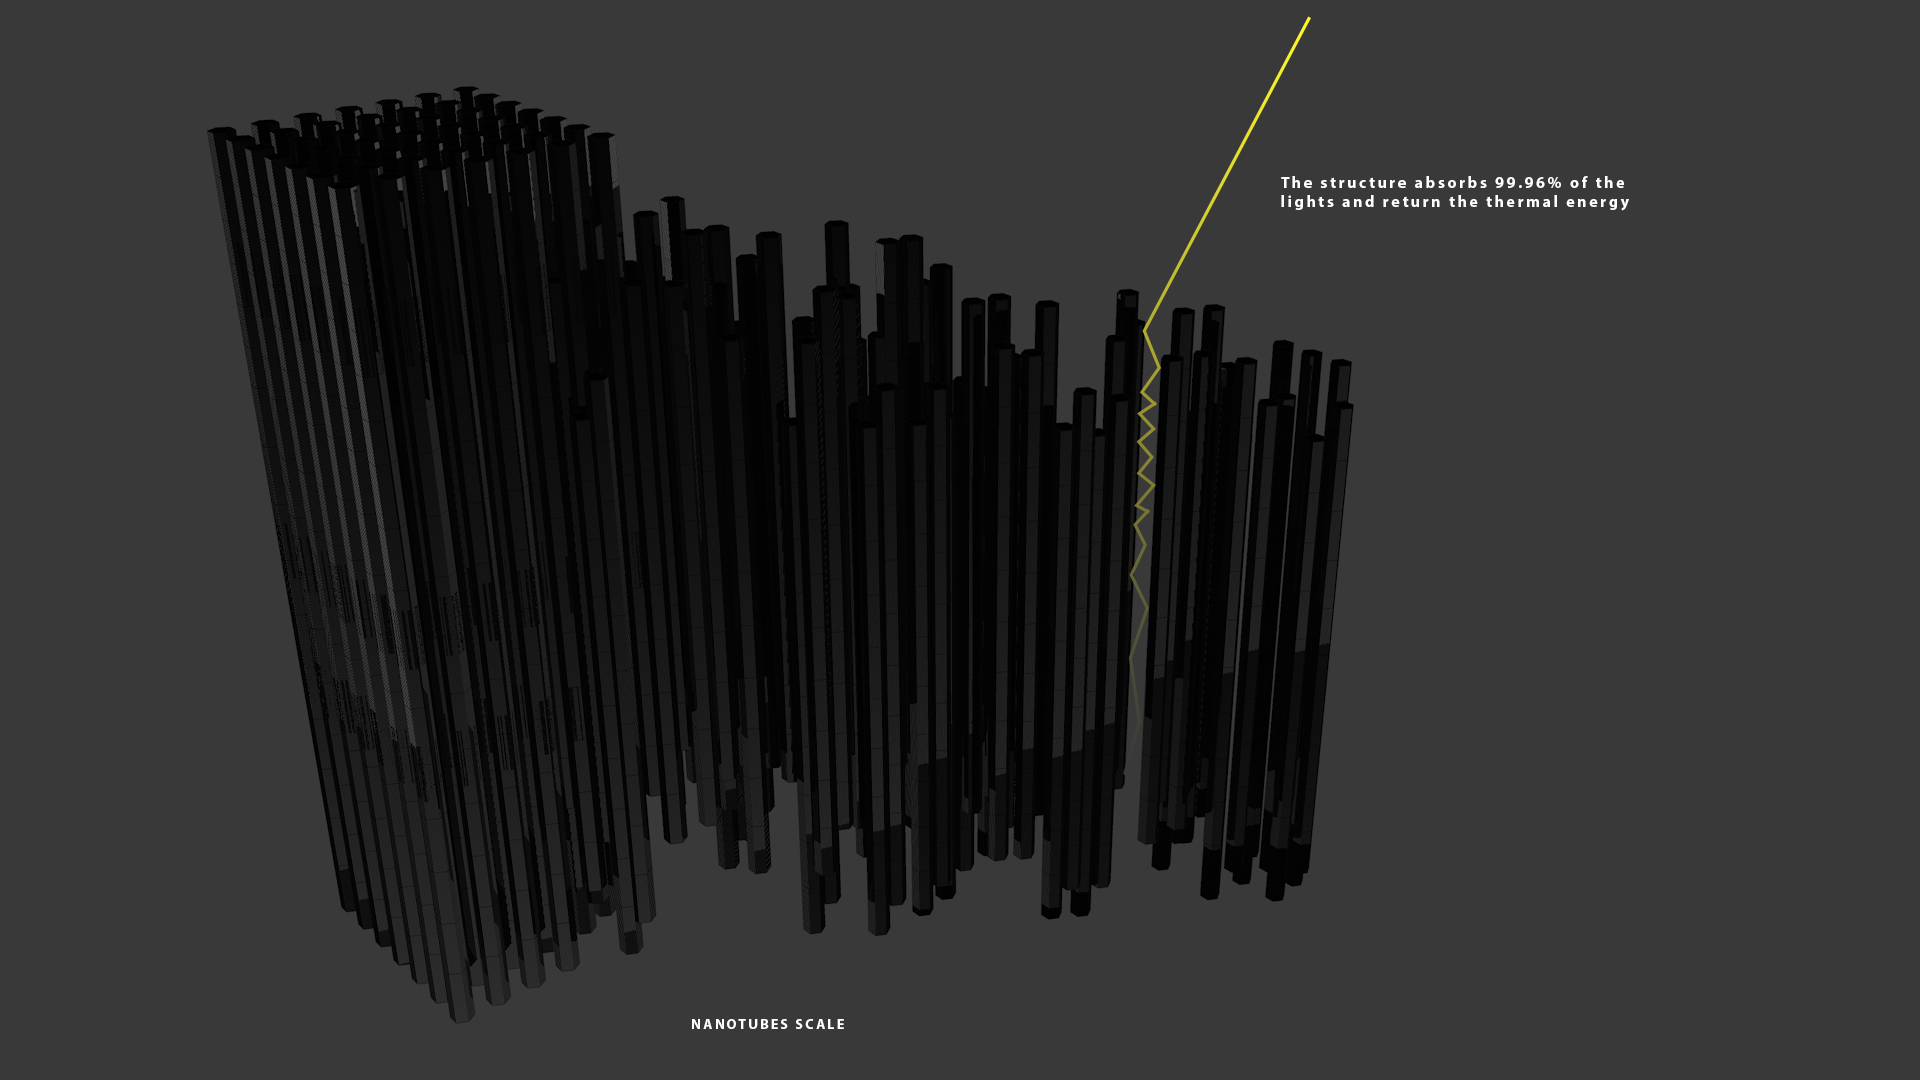 The structure absorbs 99.96% of the
lights and return the thermal energy
NANOTUBES SCALE